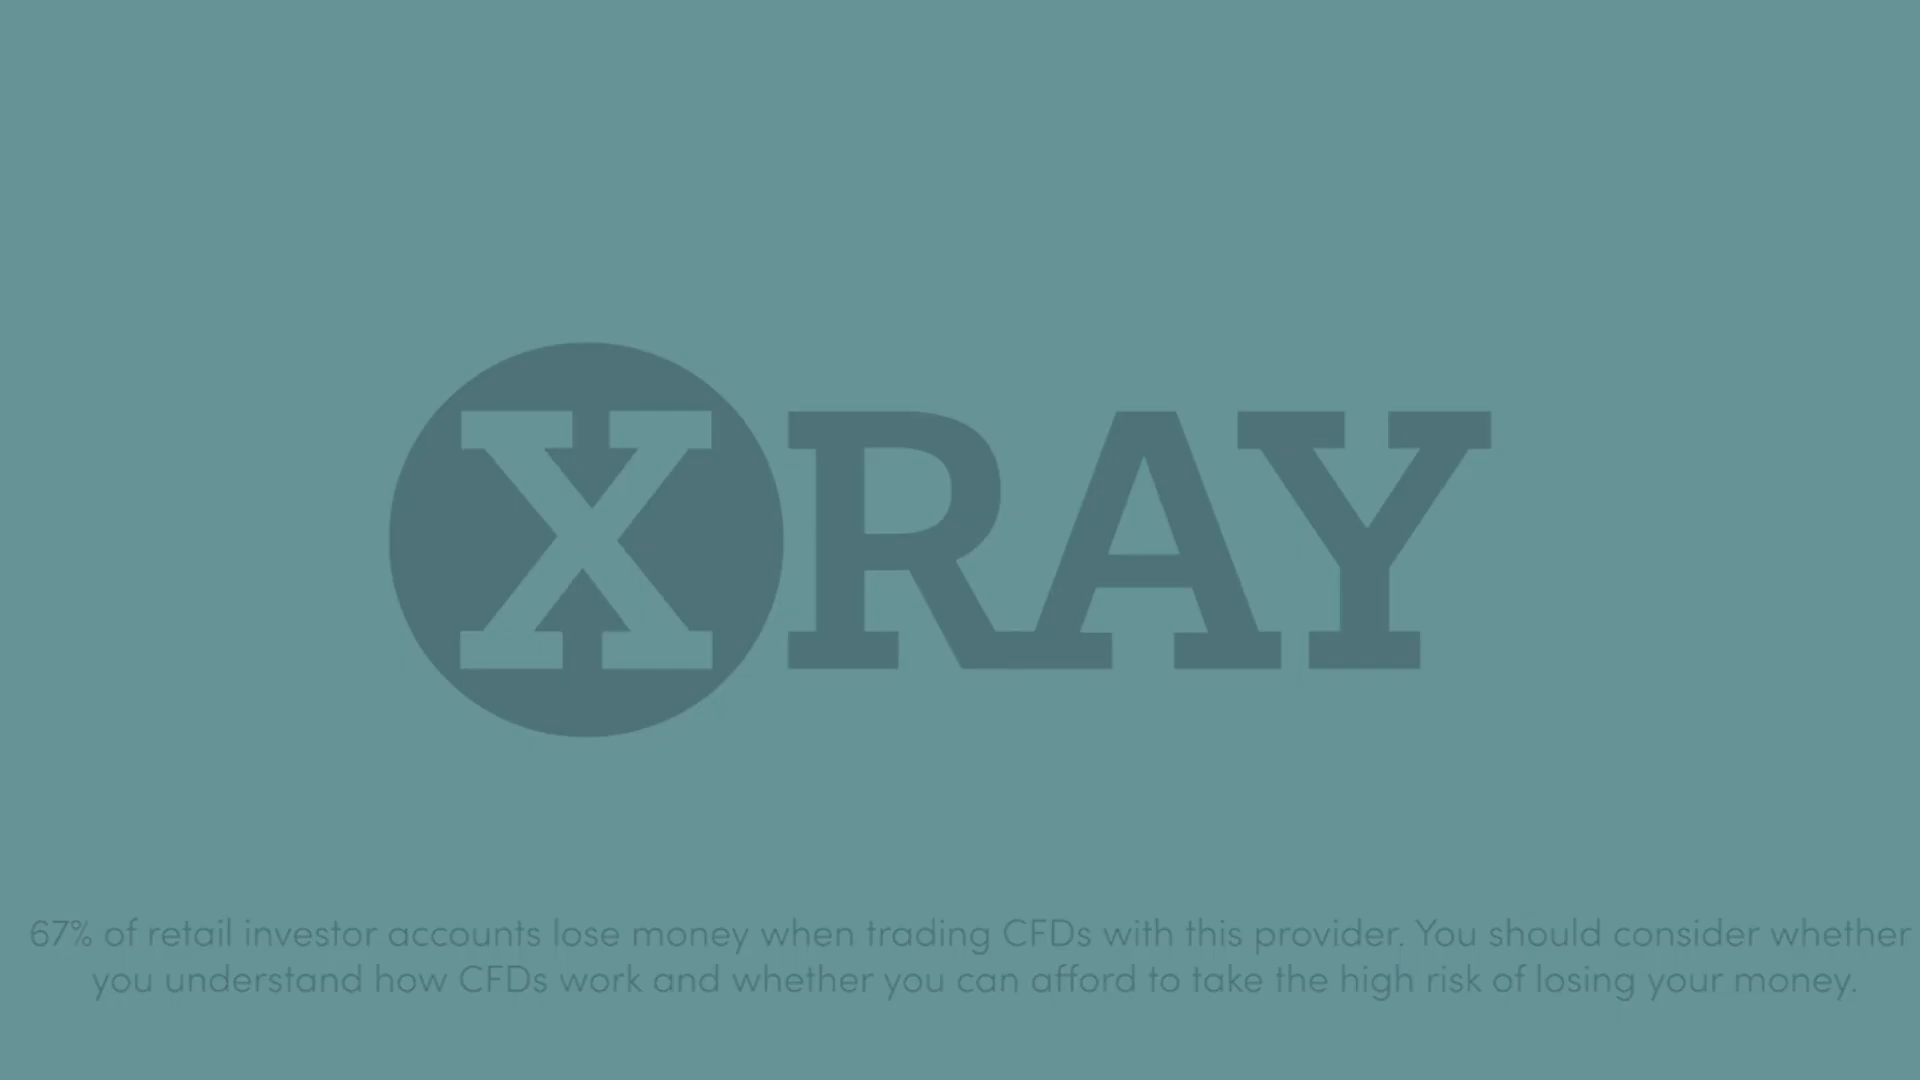 XRAY
67% of retail investor accounts lose money when trading CFDs with this provider. You should consider whether
you understand how CFDs work and whether you can afford to take the high risk of losing your money.